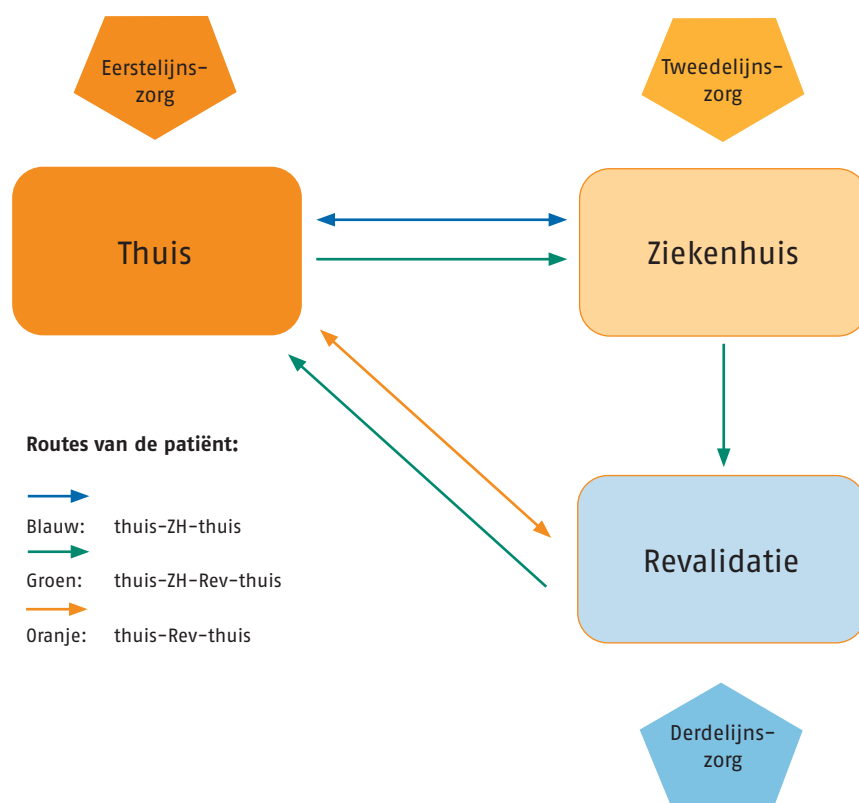 Eerstelijns-
zorg
Tweedelijns-
zorg
Thuis
Ziekenhuis
Routes van de patiënt:
Blauw: thuis-ZH-thuis
Groen: thuis-ZH-Rev-thuis
Oranje: thuis-Rev-thuis
Revalidatie
Derdelijns-
zorg